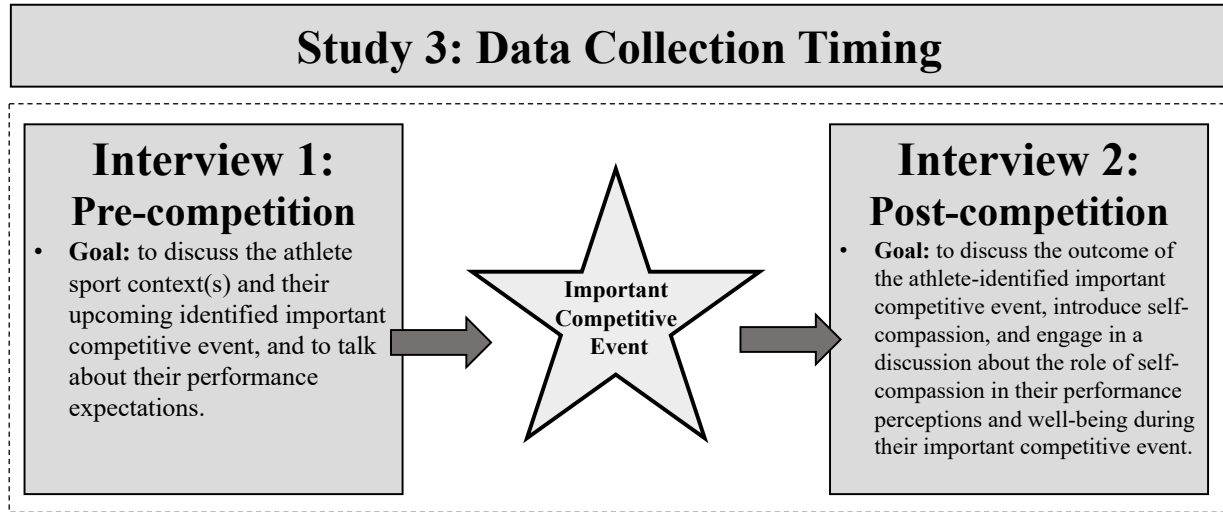 Study 3: Data Collection Timing
Interview 1:
Pre-competition
• Goal: to discuss the athlete
sport context(s) and their
upcoming identified important
competitive event, and to talk
about their performance
expectations.
Important
Competitive
Event
Interview 2:
Post-competition
• Goal: to discuss the outcome of
the athlete-identified important
competitive event, introduce self-
compassion, and engage in a
discussion about the role of self-
compassion in their performance
perceptions and well-being during
their important competitive event.